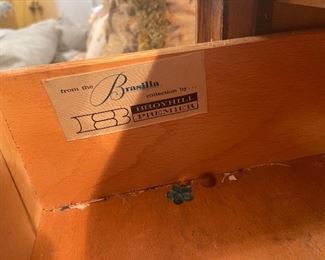 from the Brasilia
collection by...
BROYHILL
PREMIER